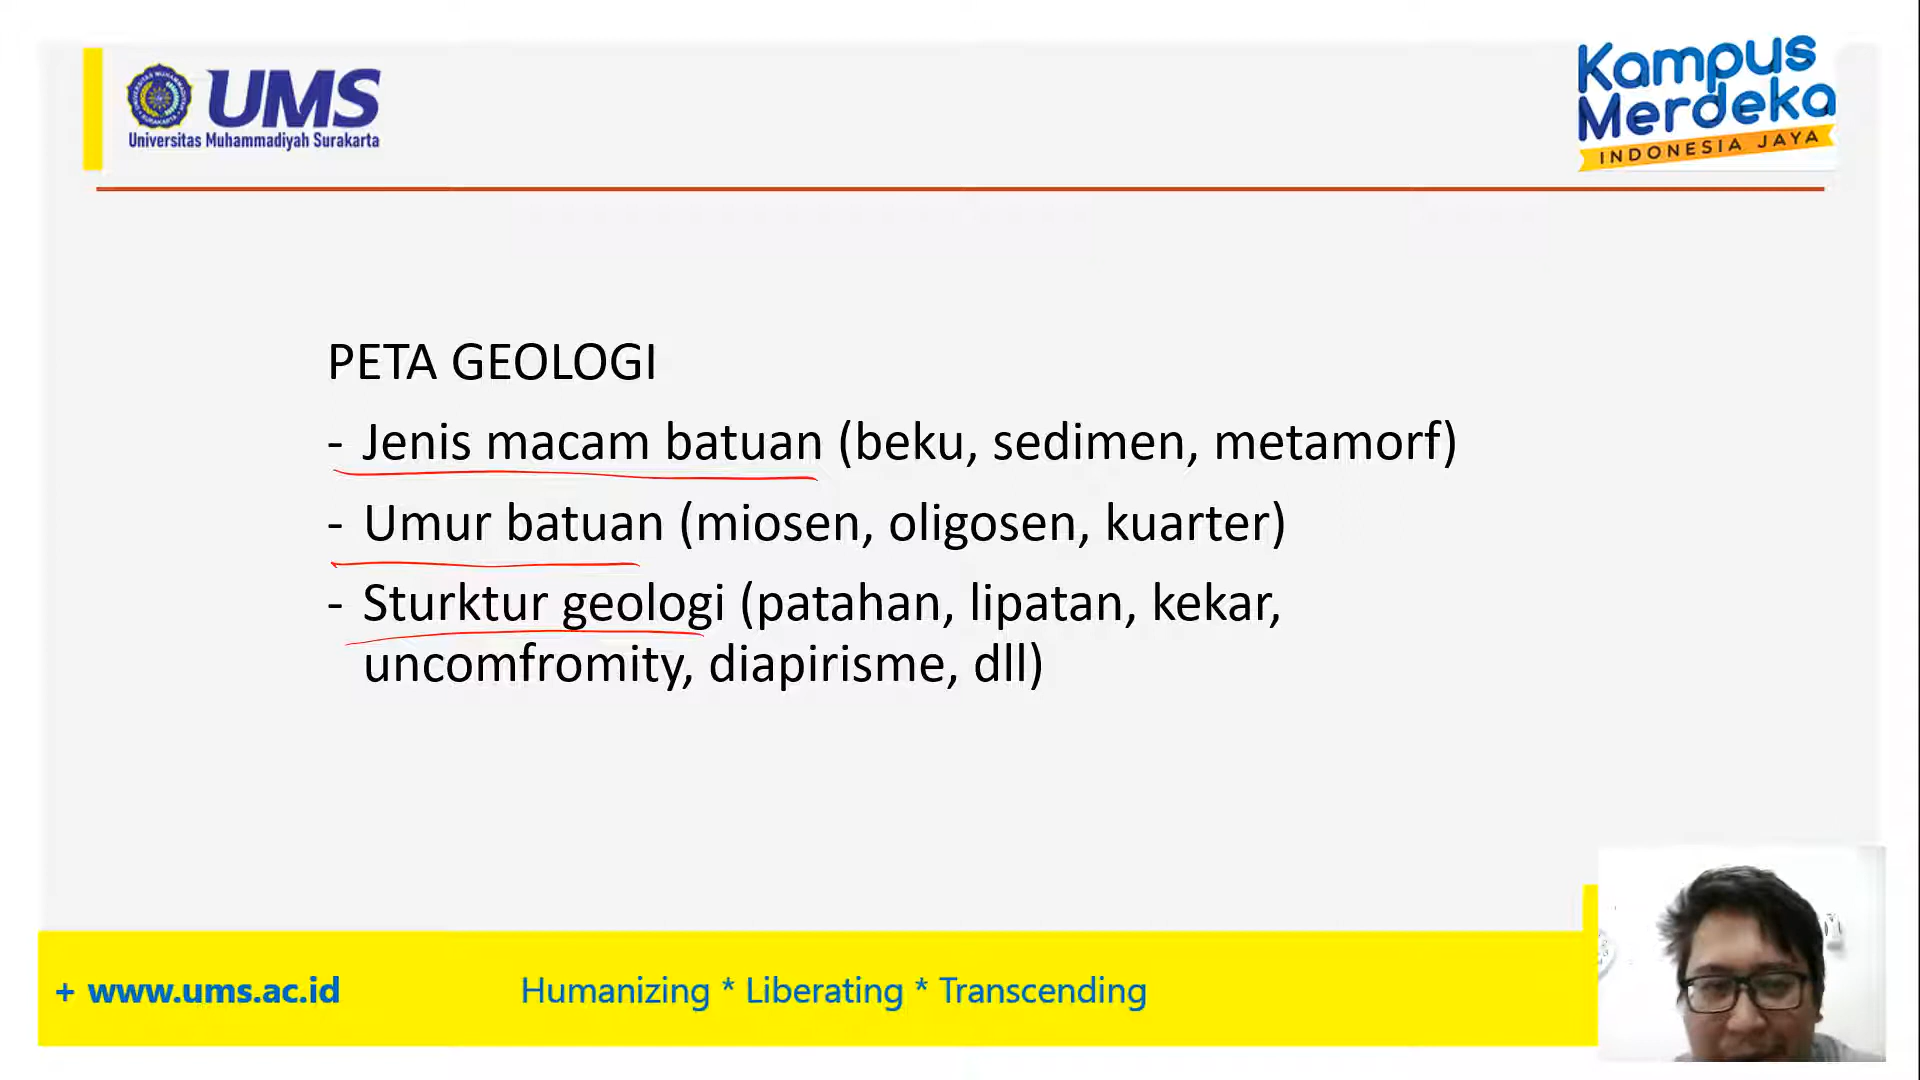 UMS
Universitas Muhammadiyah Surakarta
Kampus
Merdeka
INDONESIA JAYA
PETA GEOLOGI
- Jenis macam batuan (beku, sedimen, metamorf)
- Umur batuan (miosen, oligosen, kuarter)
- Sturktur geologi (patahan, lipatan, kekar,
uncomfromity, diapirisme, dll)
+ www.ums.ac.id
Humanizing * Liberating * Transcending